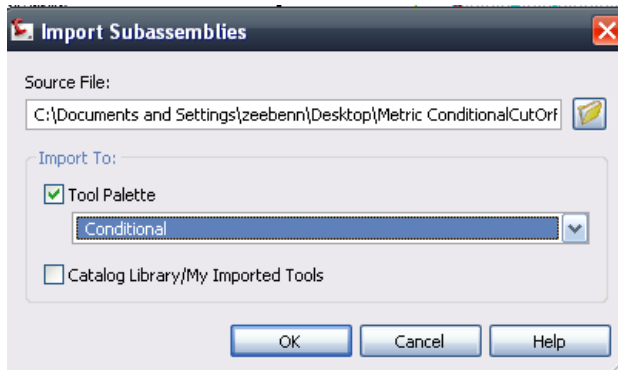 Import Subassemblies
Source File:
C:\Documents and Settings\zeebenn\Desktop\Metric ConditionalCutOrf
Import To:
Tool Palette
Conditional
Catalog Library/My Imported Tools
OK Cancel Help